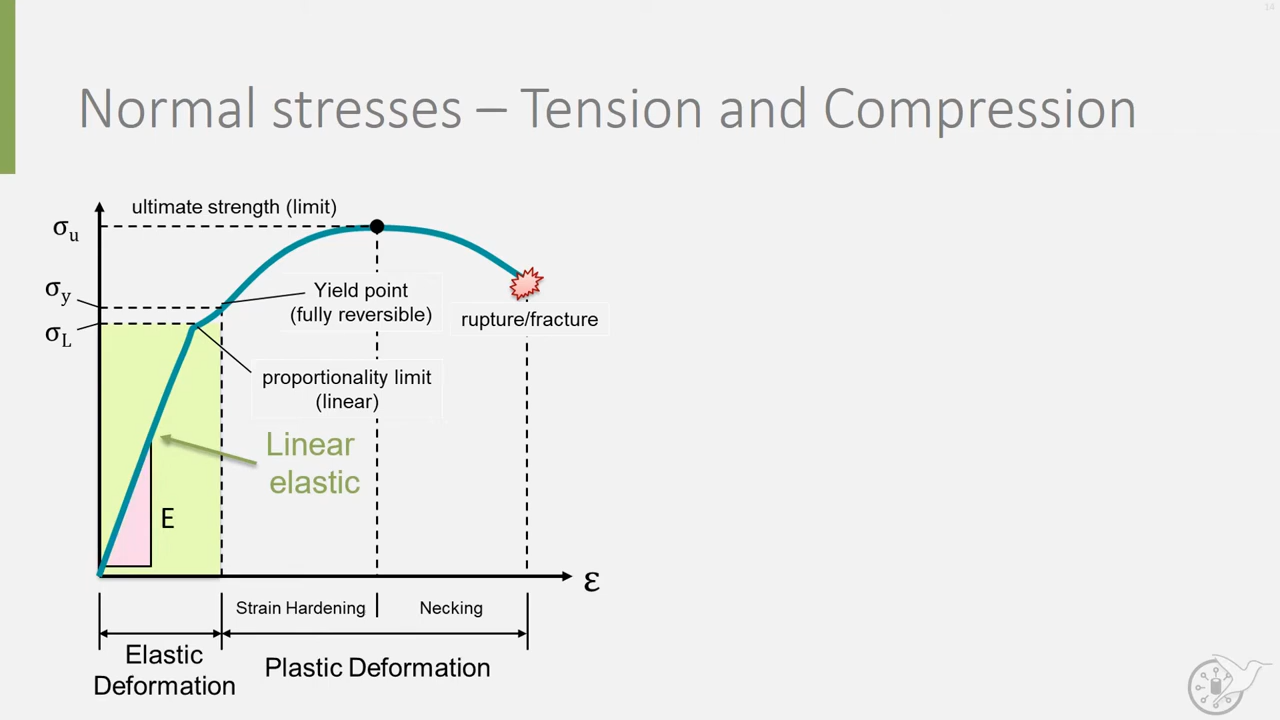 14
Normal stresses – Tension and Compression
ultimate strength (limit)
σu
σy
σL
Yield point
(fully reversible)
rupture/fracture
proportionality limit
(linear)
Linear
elastic
E
ε
Strain Hardening
Necking
Elastic
Deformation
Plastic Deformation